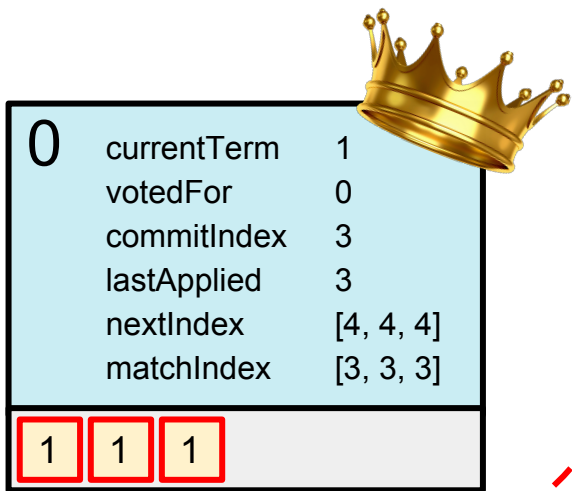 0
currentTerm 1
votedFor 0
commitIndex 3
lastApplied 3
nextIndex [4, 4, 4]
matchIndex [3, 3, 3]
1 1 1